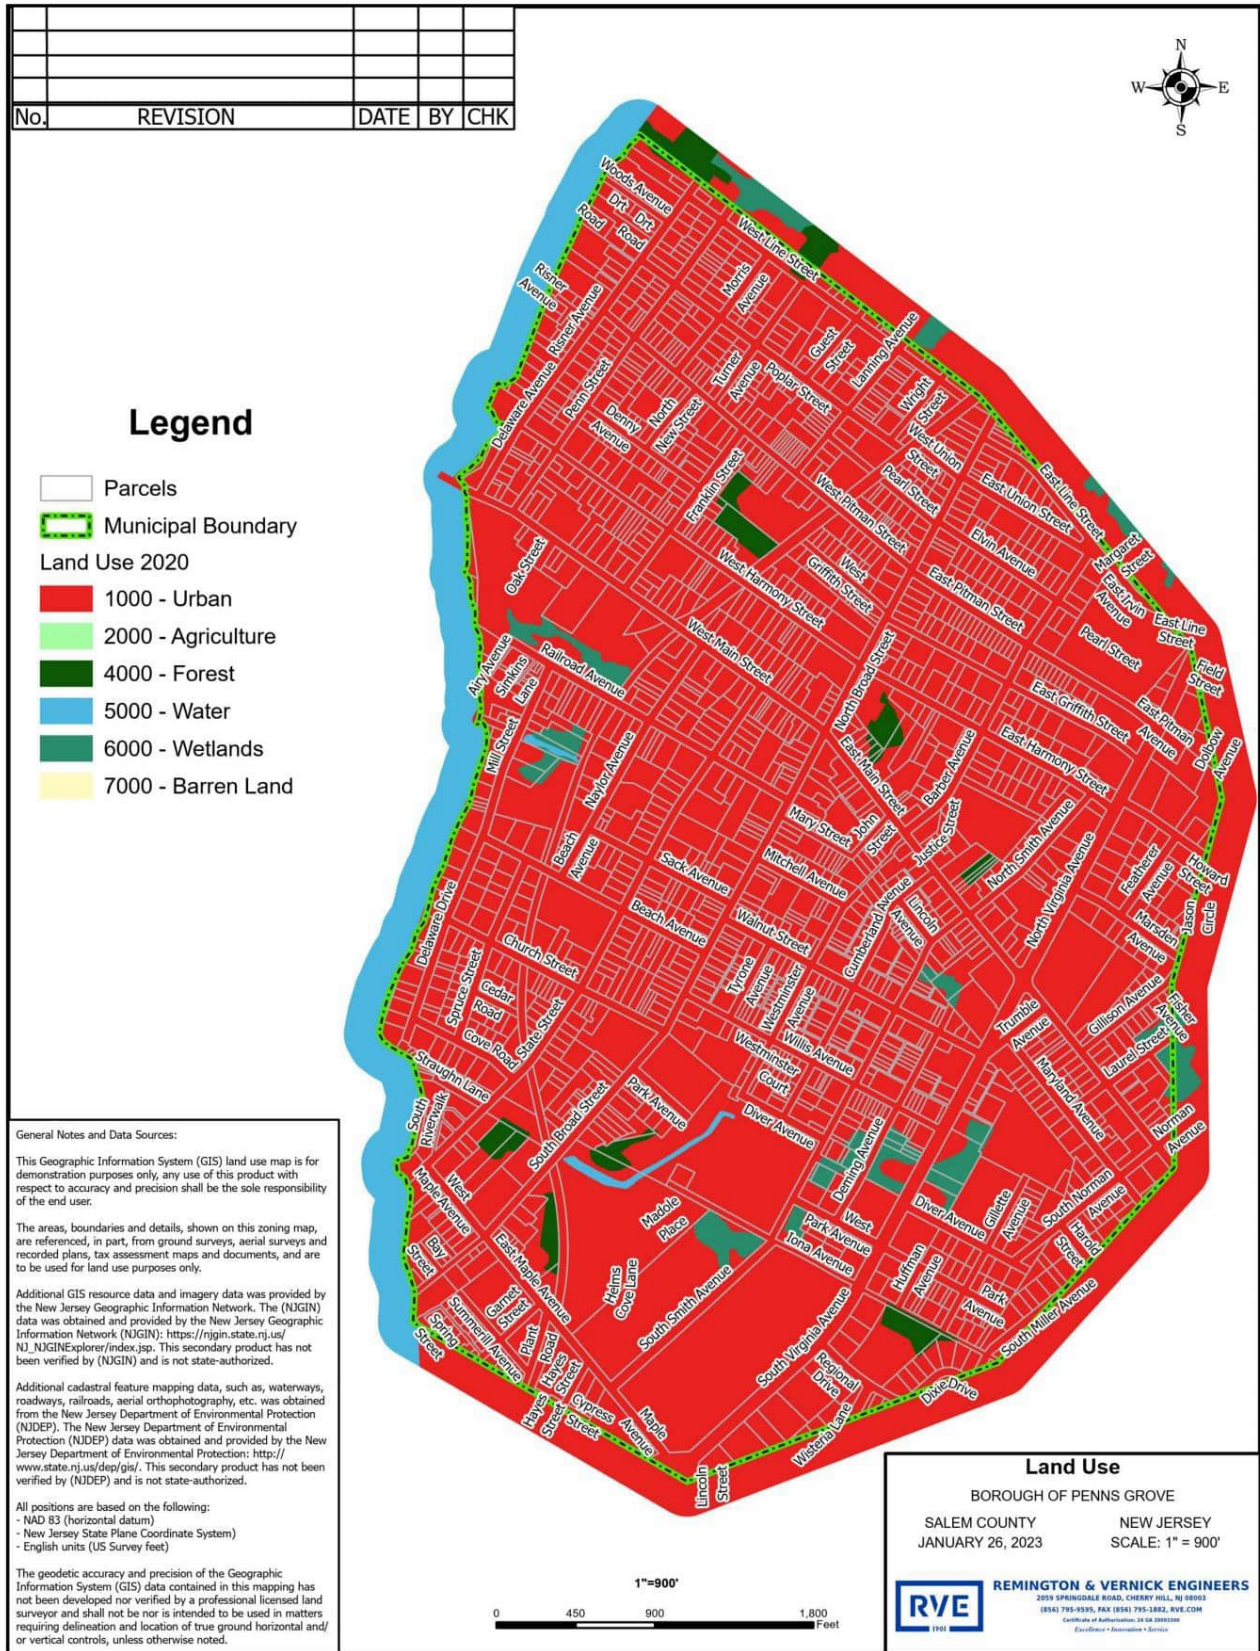 No. REVISION DATE BY CHK
N
W E
S
Legend
Parcels
Municipal Boundary
Land Use 2020
1000 - Urban
2000 - Agriculture
4000 - Forest
5000 - Water
6000 - Wetlands
7000 - Barren Land
Woods Avenue
Drt Road
Drt Road
West Line Street
Risner Avenue
Risner Avenue
Morris Avenue
Guest Street
Lanning Avenue
Delaware Avenue
Penn Street
Turner Avenue
Poplar Street
Wright Street
Denny Avenue
North New Street
West Union Street
Franklin Street
West Pitman Street
Pearl Street
East Union Street
East Line Street
Oak Street
West Harmony Street
West Griffith Street
Elvin Avenue
Margaret Street
East Pitman Street
East Irvin Avenue
East Line Street
Airy Avenue
Simkins Lane
Railroad Avenue
West Main Street
North Broad Street
Pearl Street
Field Street
East Griffith Street
East Pitman Avenue
Mill Street
Naylor Avenue
East Main Street
Barber Avenue
East Harmony Street
Dolbow Avenue
Mary Street
John Street
Justice Street
North Smith Avenue
Beach Avenue
Sack Avenue
Mitchell Avenue
North Virginia Avenue
Featherer Avenue
Howard Street
Delaware Drive
Beach Avenue
Walnut Street
Cumberland Avenue
Lincoln Avenue
Marsden Avenue
Jason Circle
Church Street
Spruce Street
Cedar Road
Tyrone Avenue
Westminster Avenue
Cove Road
State Street
Westminster Court
Willis Avenue
Trumble Avenue
Gillison Avenue
Fisher Avenue
Laurel Street
Straughn Lane
Maryland Avenue
South Riverwalk
South Broad Street
Park Avenue
Diver Avenue
Norman Avenue
West Maple Avenue
Deming Avenue
Madole Place
West Park Avenue
Iona Avenue
Diver Avenue
Gillette Avenue
South Norman Avenue
Harold Street
Bay Street
East Maple Avenue
Helms Cove Lane
South Smith Avenue
Huffman Avenue
Park Avenue
South Miller Avenue
Garnet Street
Summerill Avenue
Spring Street
Plant Road
Hayes Street
Hayes Street
Cypress Street
Maple Avenue
South Virginia Avenue
Regional Drive
Wisteria Lane
Dixie Drive
Lincoln Street
General Notes and Data Sources:
This Geographic Information System (GIS) land use map is for
demonstration purposes only, any use of this product with
respect to accuracy and precision shall be the sole responsibility
of the end user.
The areas, boundaries and details, shown on this zoning map,
are referenced, in part, from ground surveys, aerial surveys and
recorded plans, tax assessment maps and documents, and are
to be used for land use purposes only.
Additional GIS resource data and imagery data was provided by
the New Jersey Geographic Information Network. The (NJGIN)
data was obtained and provided by the New Jersey Geographic
Information Network (NJGIN): https://njgin.state.nj.us/
NJ_NJGINExplorer/index.jsp. This secondary product has not
been verified by (NJGIN) and is not state-authorized.
Additional cadastral feature mapping data, such as, waterways,
roadways, railroads, aerial orthophotography, etc. was obtained
from the New Jersey Department of Environmental Protection
(NJDEP). The New Jersey Department of Environmental
Protection (NJDEP) data was obtained and provided by the New
Jersey Department of Environmental Protection: http://
www.state.nj.us/dep/gis/. This secondary product has not been
verified by (NJDEP) and is not state-authorized.
All positions are based on the following:
- NAD 83 (horizontal datum)
- New Jersey State Plane Coordinate System)
- English units (US Survey feet)
The geodetic accuracy and precision of the Geographic
Information System (GIS) data contained in this mapping has
not been developed nor verified by a professional licensed land
surveyor and shall not be nor is intended to be used in matters
requiring delineation and location of true ground horizontal and/
or vertical controls, unless otherwise noted.
1"=900'
0 450 900 1,800
Feet
Land Use
BOROUGH OF PENNS GROVE
SALEM COUNTY NEW JERSEY
JANUARY 26, 2023 SCALE: 1" = 900'
RVE
1901
REMINGTON & VERNICK ENGINEERS
2059 SPRINGDALE ROAD, CHERRY HILL, NJ 08003
(856) 795-9595, FAX (856) 795-1882, RVE.COM
Certificate of Authorization:
Excellence • Innovation • Service